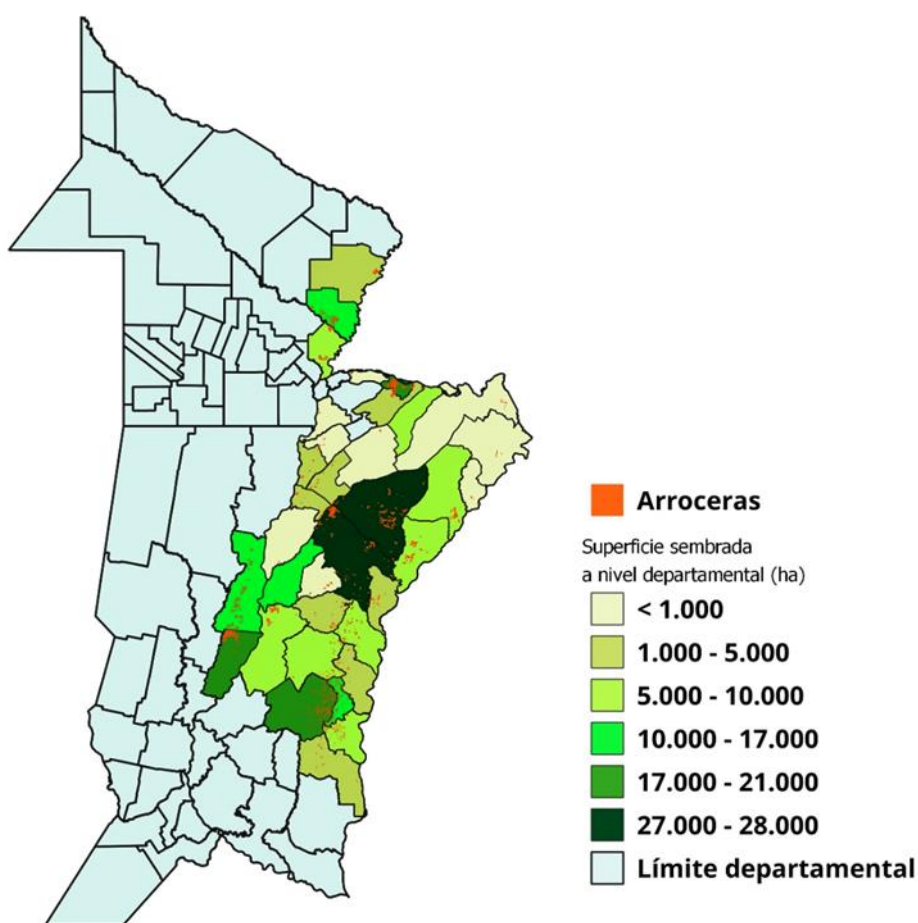 Arroceras
Superficie sembrada
a nivel departamental (ha)
< 1.000
1.000 - 5.000
5.000 - 10.000
10.000 - 17.000
17.000 - 21.000
27.000 - 28.000
Límite departamental